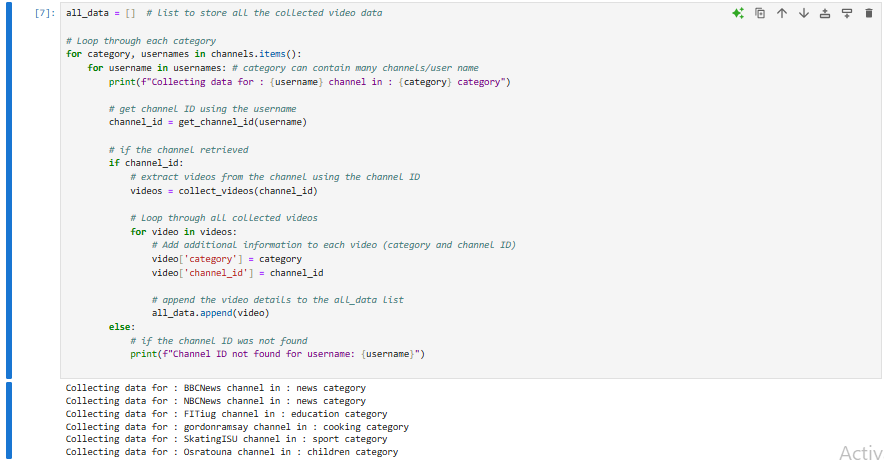 [7]: all_data = [] # List to store all the collected video data
# Loop through each category
for category, usernames in channels.items():
for username in usernames: # category can contain many channels/user name
print(f"Collecting data for : {username} channel in : {category} category")
# get channel ID using the username
channel_id = get_channel_id(username)
# if the channel retrieved
if channel_id:
# extract videos from the channel using the channel ID
videos = collect_videos(channel_id)
# Loop through all collected videos
for video in videos:
# Add additional information to each video (category and channel ID)
video['category'] = category
video['channel_id'] = channel_id
# append the video details to the all_data list
all_data.append(video)
else:
# if the channel ID was not found
print(f"Channel ID not found for username: {username}")
Collecting data for : BBCNews channel in : news category
Collecting data for : NBCNews channel in : news category
Collecting data for : FITiug channel in : education category
Collecting data for : gordonramsay channel in : cooking category
Collecting data for : SkatingISU channel in : sport category
Collecting data for : Osratouna channel in : children category
Activ